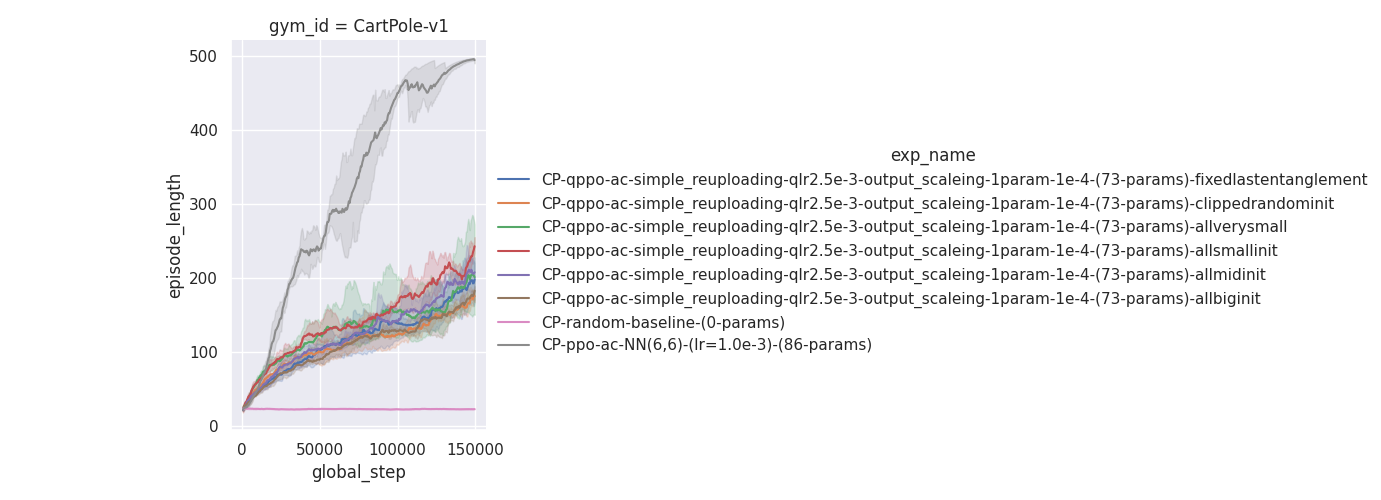 gym_id = CartPole-v1
500
400
300
200
100
0
episode_length
0
50000
100000
150000
global_step
exp_name
CP-qppo-ac-simple_reuploading-qlr2.5e-3-output_scaleing-1param-1e-4-(73-params)-fixedlastentanglement
CP-qppo-ac-simple_reuploading-qlr2.5e-3-output_scaleing-1param-1e-4-(73-params)-clippedrandominit
CP-qppo-ac-simple_reuploading-qlr2.5e-3-output_scaleing-1param-1e-4-(73-params)-allverysmall
CP-qppo-ac-simple_reuploading-qlr2.5e-3-output_scaleing-1param-1e-4-(73-params)-allsmallinit
CP-qppo-ac-simple_reuploading-qlr2.5e-3-output_scaleing-1param-1e-4-(73-params)-allmidinit
CP-qppo-ac-simple_reuploading-qlr2.5e-3-output_scaleing-1param-1e-4-(73-params)-allbiginit
CP-random-baseline-(0-params)
CP-ppo-ac-NN(6,6)-(lr=1.0e-3)-(86-params)